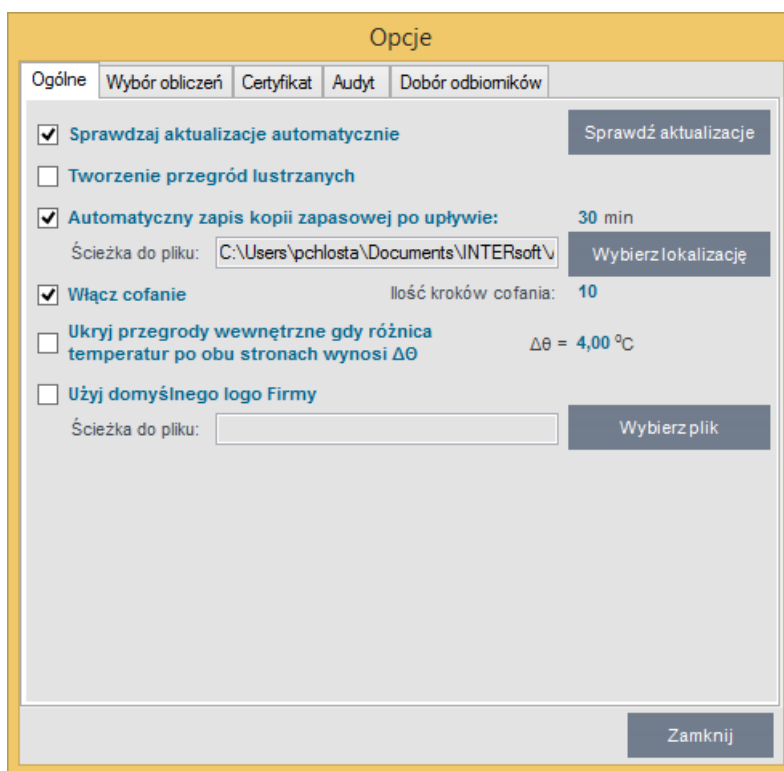 Opcje
Ogólne Wybór obliczeń Certyfikat Audyt Dobór odbiorników
Sprawdzaj aktualizacje automatycznie Sprawdź aktualizacje
Tworzenie przegród lustrzanych
Automatyczny zapis kopii zapasowej po upływie: 30 min
Ścieżka do pliku: C:\Users\pchlosta\Documents\INTERsoft\ Wybierz lokalizację
Włącz cofanie Ilość kroków cofania: 10
Ukryj przegrody wewnętrzne gdy różnica
temperatur po obu stronach wynosi ΔΘ Δθ = 4,00 °C
Użyj domyślnego logo Firmy
Ścieżka do pliku: Wybierz plik
Zamknij